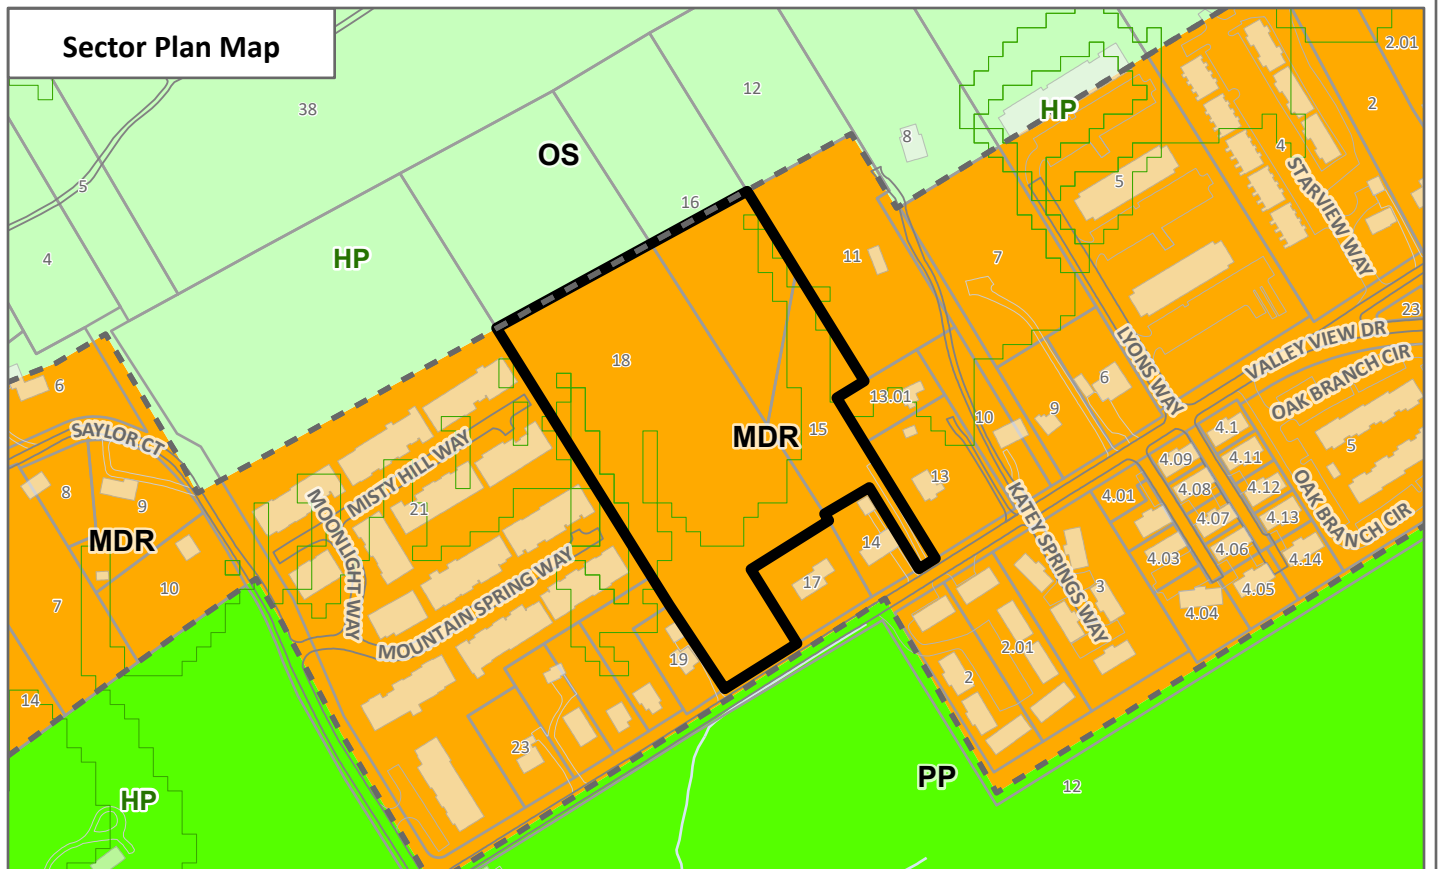 Sector Plan Map
2.01
38
12
2
OS
HP
8
4
5
5
STARVIEW WAY
16
4
HP
11
7
23
VALLEY VIEW DR
LYONS WAY
OAK BRANCH CIR
18
6
6
13.01
10
9
SAYLOR CT
MDR
15
4.1
5
4.09
4.11
8
9
MISTY HILL WAY
13
4.08
4.12
OAK BRANCH CIR
4.01
21
MOONLIGHT WAY
KATEY SPRINGS WAY
4.07
4.13
MDR
14
4.06
4.03
4.14
17
10
3
4.05
7
MOUNTAIN SPRING WAY
4.04
2.01
19
2
14
23
PP
12
HP